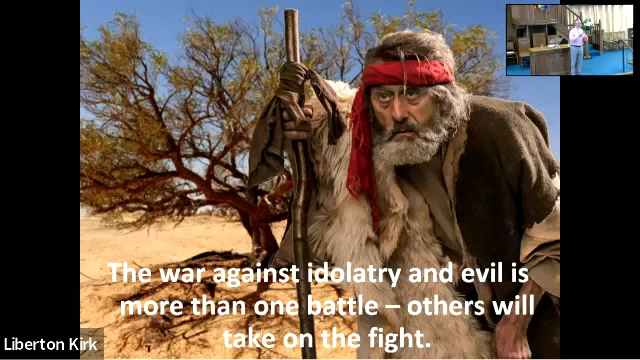 The war against idolatry and evil is
more than one battle – others will
take on the fight.
Liberton Kirk